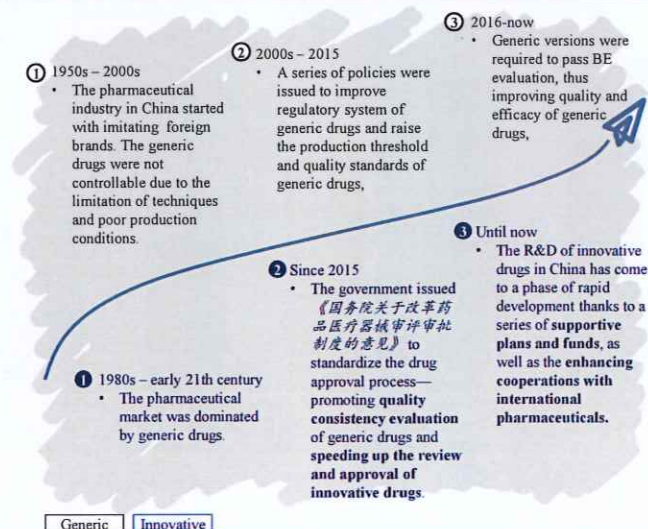 ① 1950s – 2000s
• The pharmaceutical
industry in China started
with imitating foreign
brands. The generic
drugs were not
controllable due to the
limitation of techniques
and poor production
conditions.
② 2000s – 2015
• A series of policies were
issued to improve
regulatory system of
generic drugs and raise
the production threshold
and quality standards of
generic drugs,
③ 2016-now
• Generic versions were
required to pass BE
evaluation, thus
improving quality and
efficacy of generic
drugs,
❶ 1980s – early 21th century
• The pharmaceutical
market was dominated
by generic drugs.
❷ Since 2015
• The government issued
《国务院关于改革药
品医疗器械审评审批
制度的意见》 to
standardize the drug
approval process—
promoting quality
consistency evaluation
of generic drugs and
speeding up the review
and approval of
innovative drugs.
❸ Until now
• The R&D of innovative
drugs in China has come
to a phase of rapid
development thanks to a
series of supportive
plans and funds, as
well as the enhancing
cooperations with
international
pharmaceuticals.
Generic
Innovative